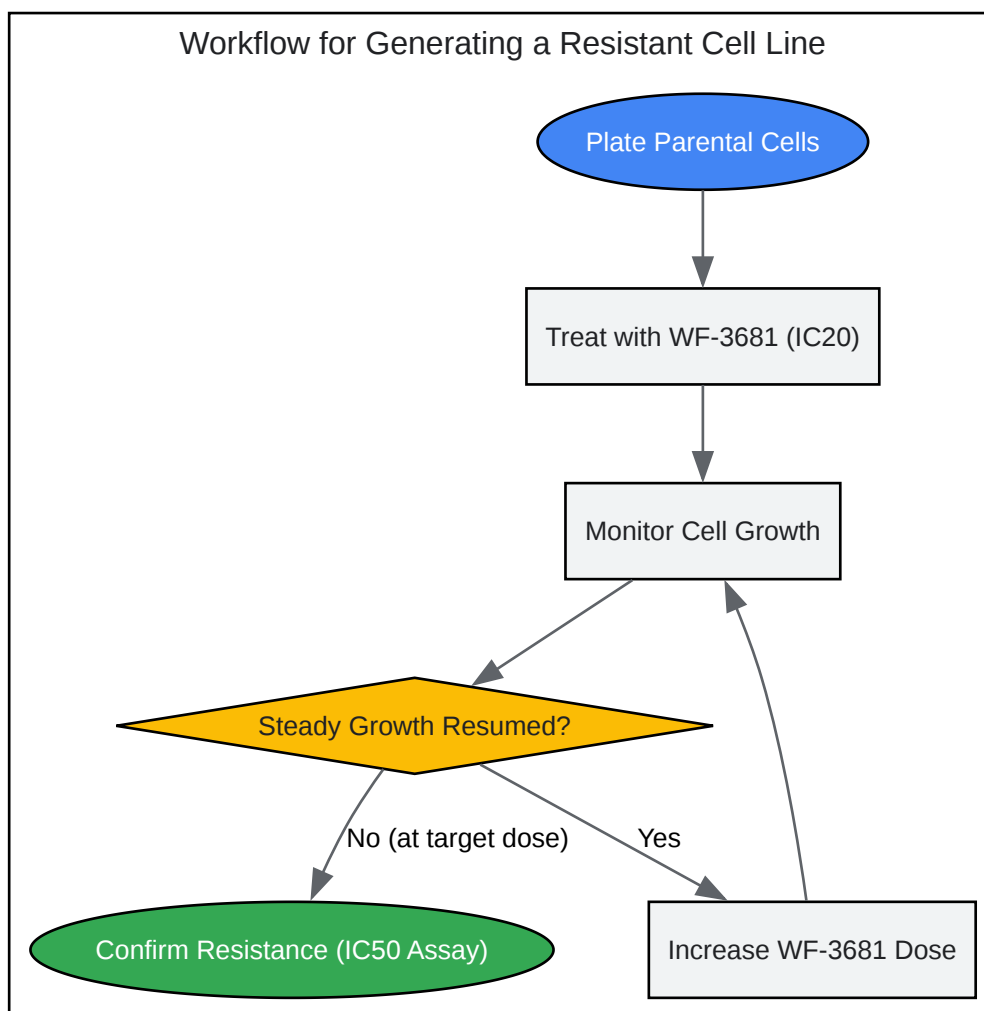 Workflow for Generating a Resistant Cell Line
Plate Parental Cells
Treat with WF-3681 (IC20)
Monitor Cell Growth
Steady Growth Resumed?
No (at target dose)
Yes
Confirm Resistance (IC50 Assay)
Increase WF-3681 Dose